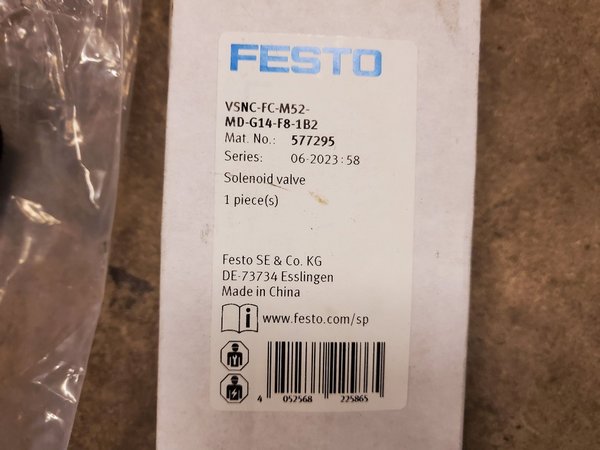 FESTO
VSNC-FC-M52-
MD-G14-F8-1B2
Mat. No.: 577295
Series: 06-2023:58
Solenoid valve
1 piece(s)
Festo SE & Co. KG
DE-73734 Esslingen
Made in China
i www.festo.com/sp
4 052568 225865